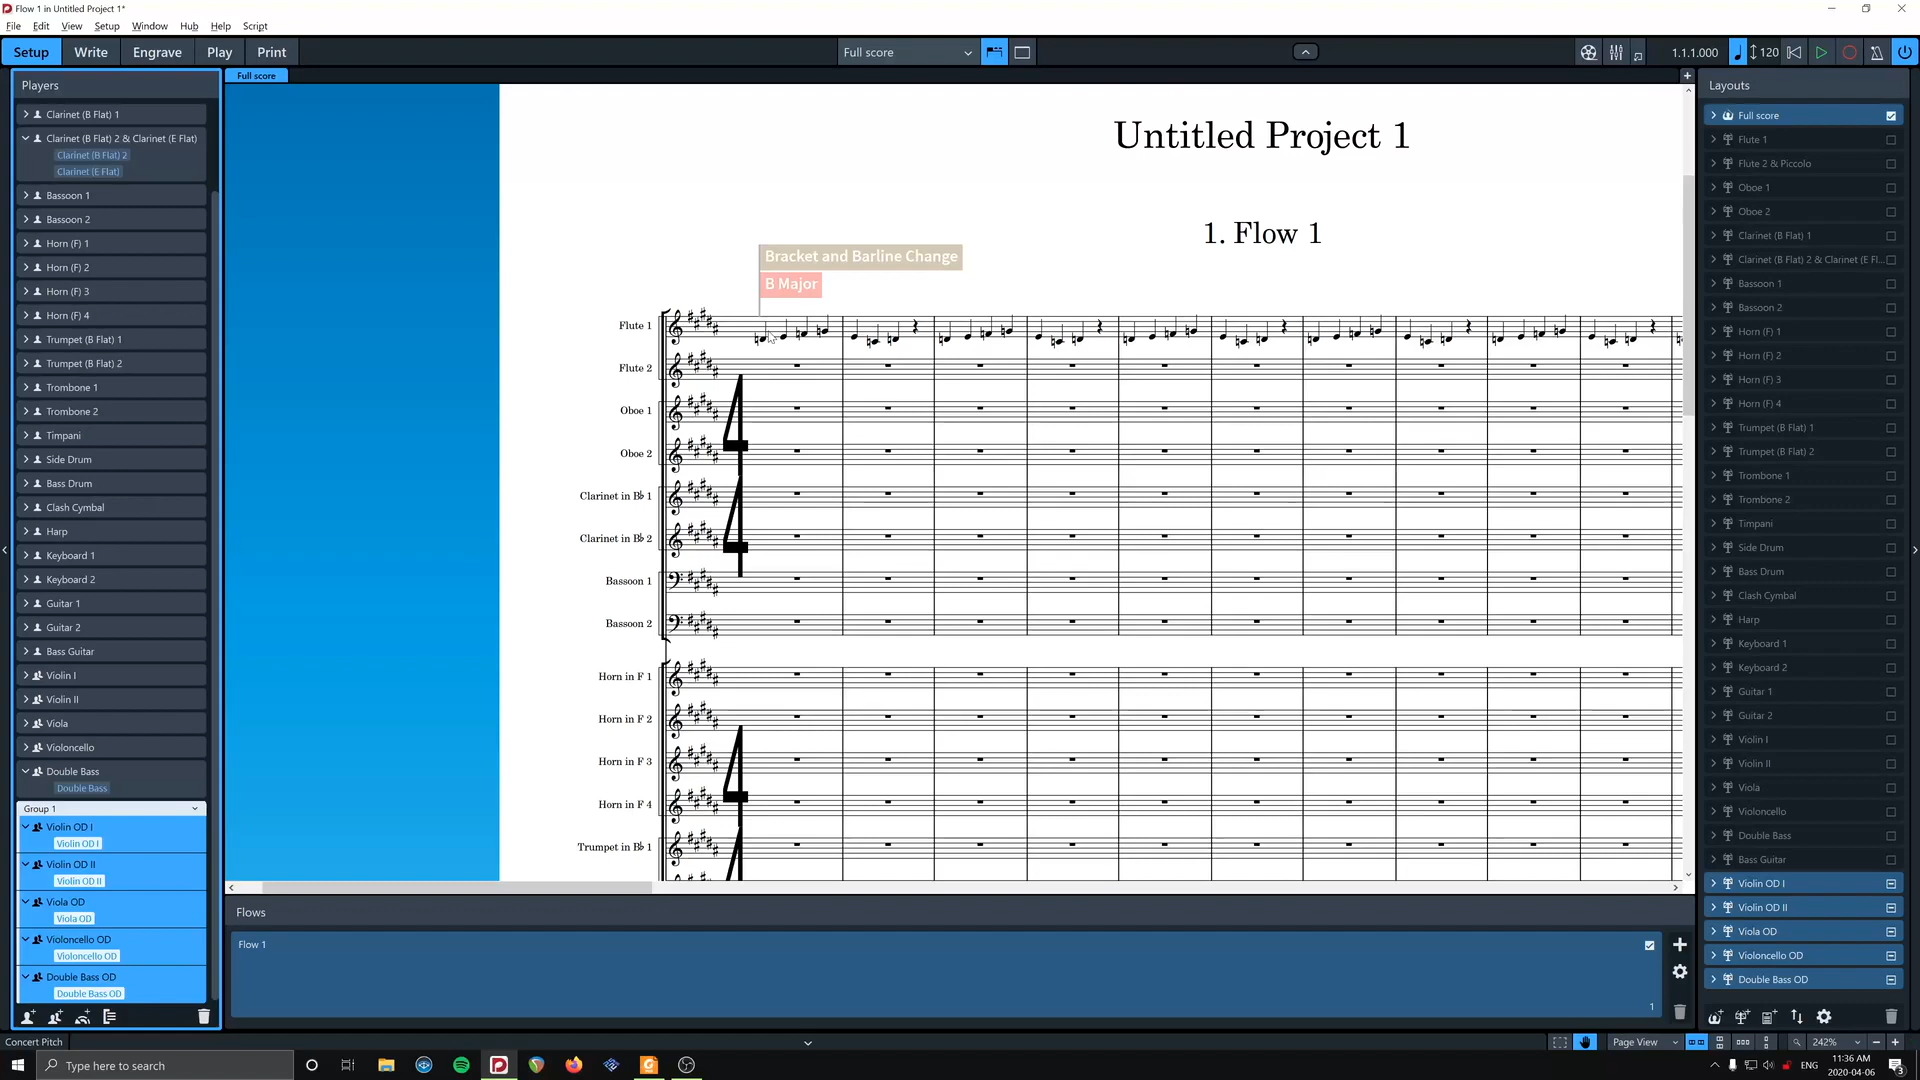 Flow 1 in Untitled Project 1*
File Edit View Setup Window Hub Help Script
Setup Write Engrave Play Print
Full score
1.1.1.000
120
Players
Clarinet (B Flat) 1
Clarinet (B Flat) 2 & Clarinet (E Flat)
Clarinet (B Flat) 2
Clarinet (E Flat)
Bassoon 1
Bassoon 2
Horn (F) 1
Horn (F) 2
Horn (F) 3
Horn (F) 4
Trumpet (B Flat) 1
Trumpet (B Flat) 2
Trombone 1
Trombone 2
Timpani
Side Drum
Bass Drum
Clash Cymbal
Harp
Keyboard 1
Keyboard 2
Guitar 1
Guitar 2
Bass Guitar
Violin I
Violin II
Viola
Violoncello
Double Bass
Double Bass
Group 1
Violin OD I
Violin OD I
Violin OD II
Violin OD II
Viola OD
Viola OD
Violoncello OD
Violoncello OD
Double Bass OD
Double Bass OD
Full score
Untitled Project 1
1. Flow 1
Bracket and Barline Change
B Major
Flute 1
Flute 2
Oboe 1
Oboe 2
Clarinet in B♭ 1
Clarinet in B♭ 2
Bassoon 1
Bassoon 2
Horn in F 1
Horn in F 2
Horn in F 3
Horn in F 4
Trumpet in B♭ 1
4
4
4
Flows
Flow 1
1
Layouts
Full score
Flute 1
Flute 2 & Piccolo
Oboe 1
Oboe 2
Clarinet (B Flat) 1
Clarinet (B Flat) 2 & Clarinet (E Fl...
Bassoon 1
Bassoon 2
Horn (F) 1
Horn (F) 2
Horn (F) 3
Horn (F) 4
Trumpet (B Flat) 1
Trumpet (B Flat) 2
Trombone 1
Trombone 2
Timpani
Side Drum
Bass Drum
Clash Cymbal
Harp
Keyboard 1
Keyboard 2
Guitar 1
Guitar 2
Violin I
Violin II
Viola
Violoncello
Double Bass
Bass Guitar
Violin OD I
Violin OD II
Viola OD
Violoncello OD
Double Bass OD
Concert Pitch
Page View
242%
Type here to search
ENG
11:36 AM
2020-04-06
3